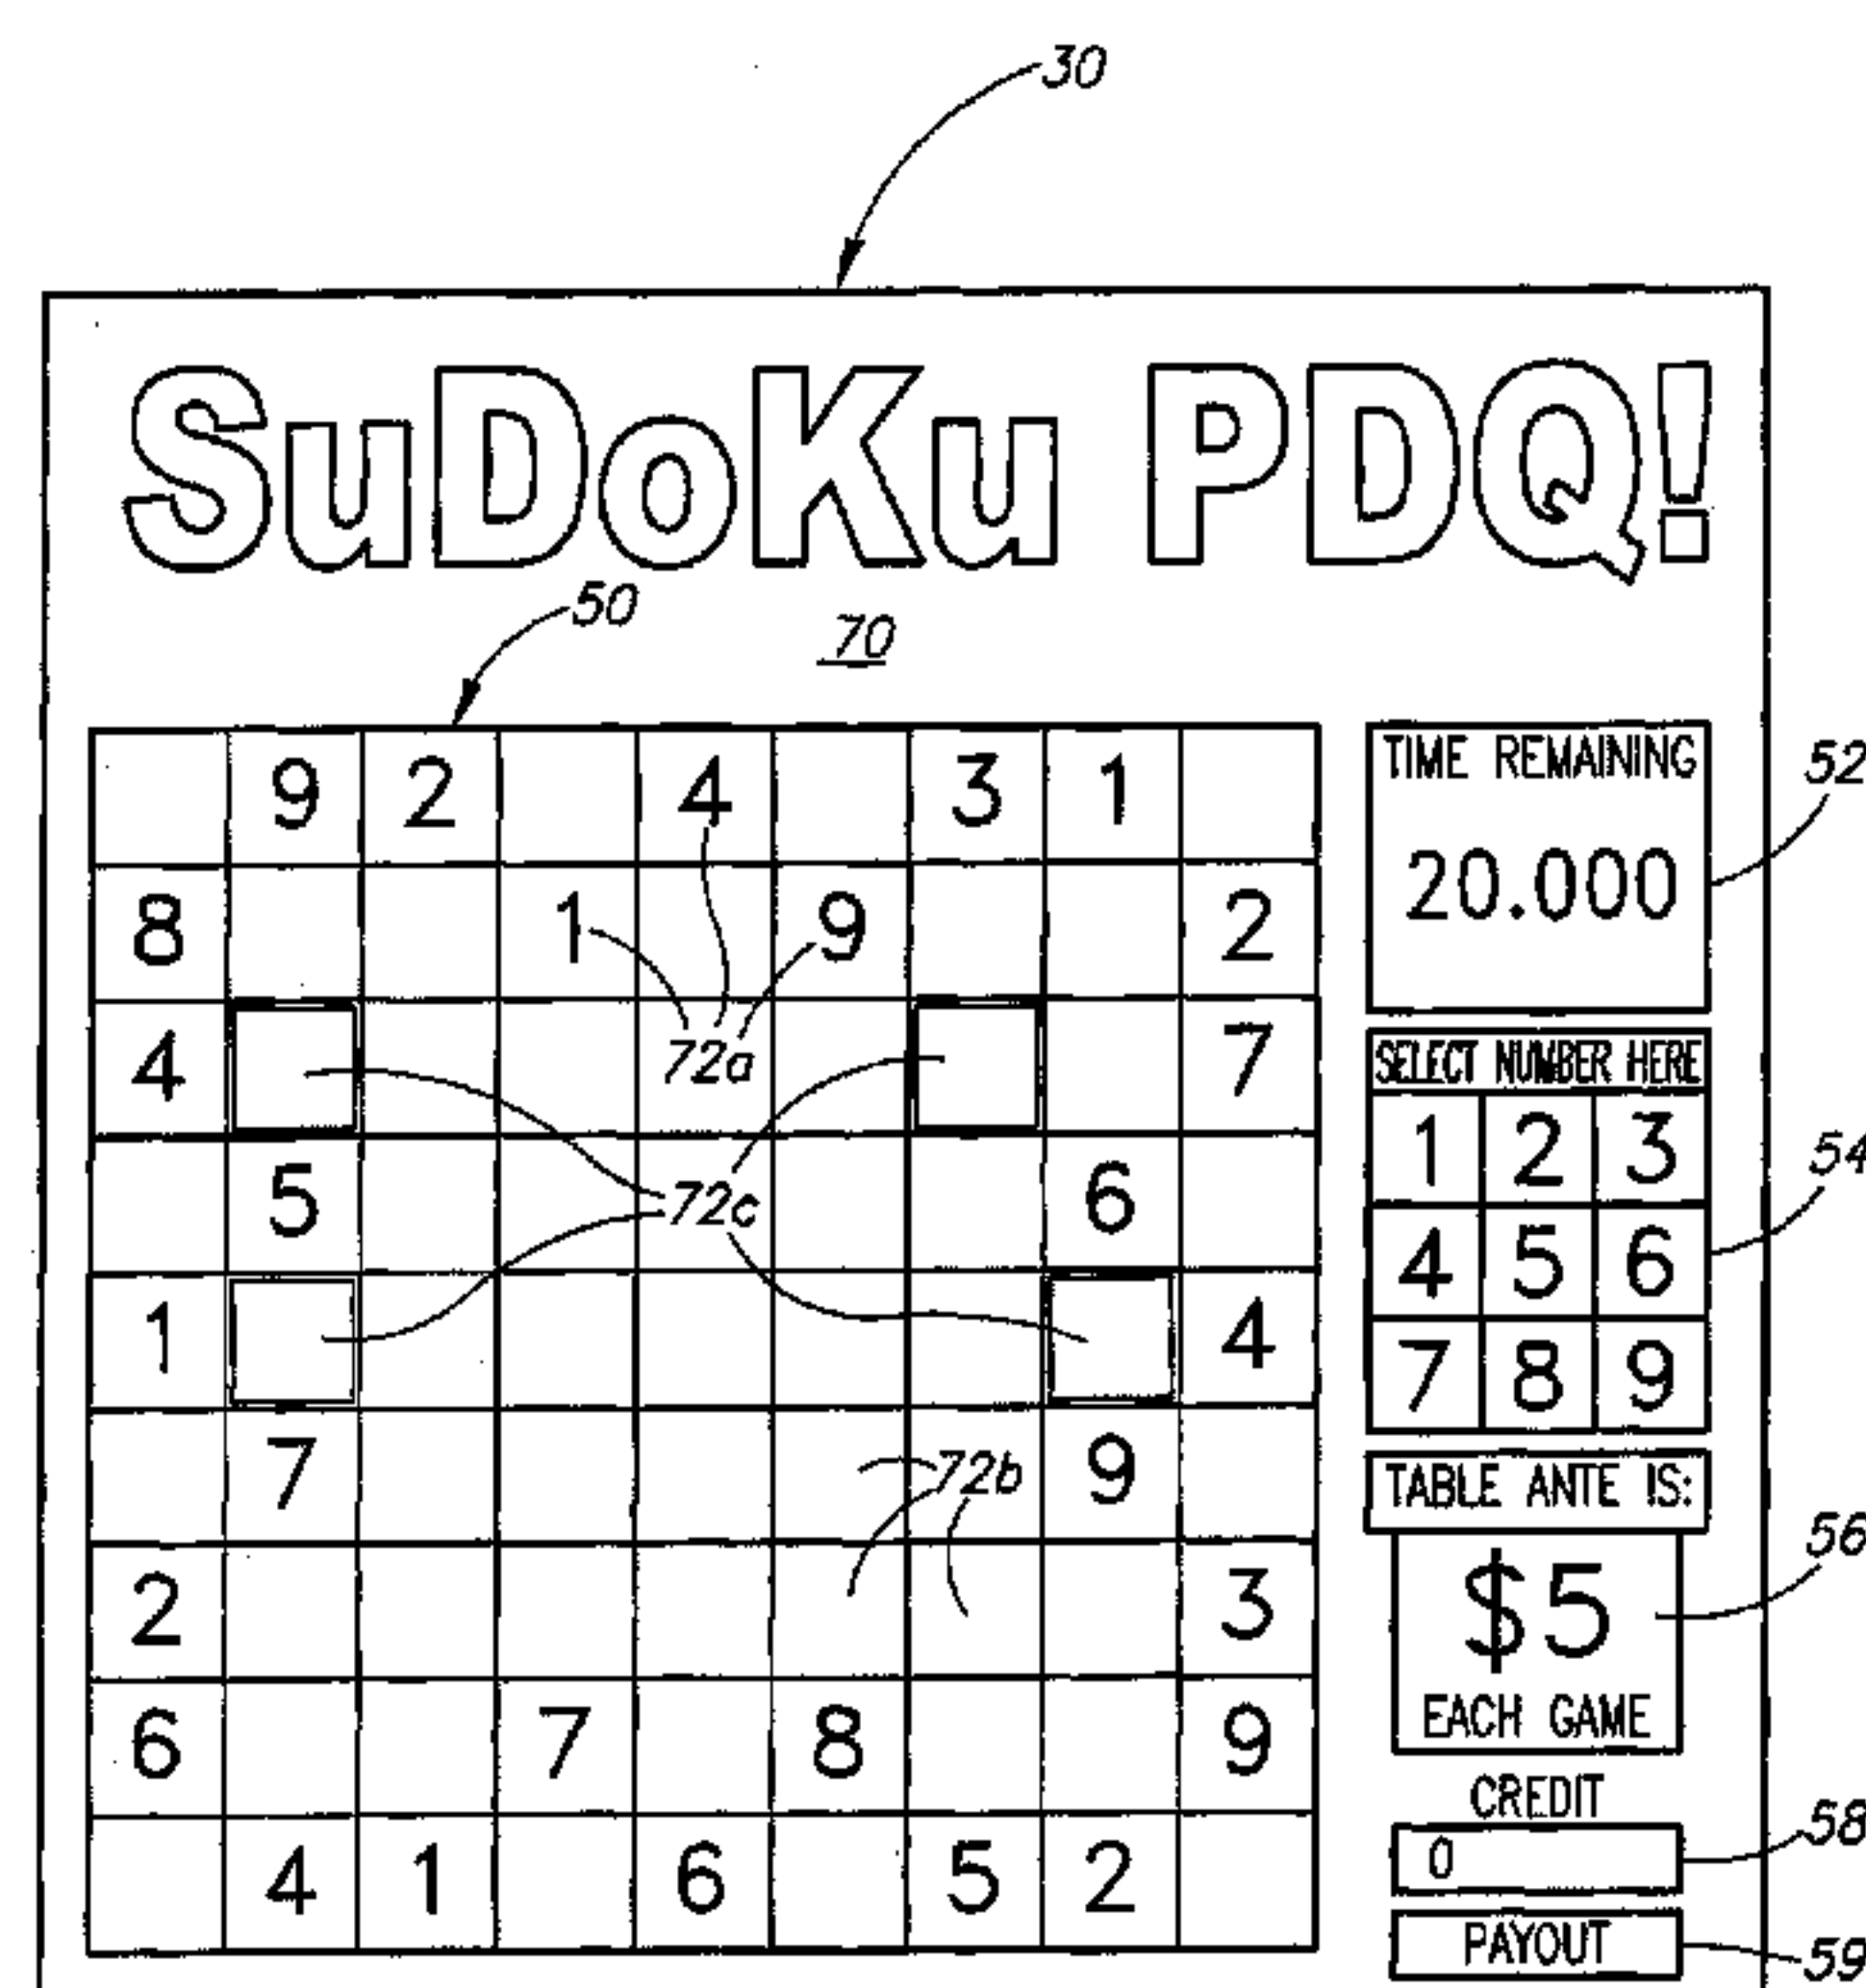 30
SuDoKu PDQ!
50
70
9 2 4 3 1
8 1 9 2
72a
4 7
5 72c 6
1 4
7 72b 9
2 3
6 7 8 9
4 1 6 5 2
TIME REMAINING
20.000
52
SELECT NUMBER HERE
1 2 3
54
4 5 6
7 8 9
TABLE ANTE IS:
$5
56
EACH GAME
CREDIT
0
58
PAYOUT
59